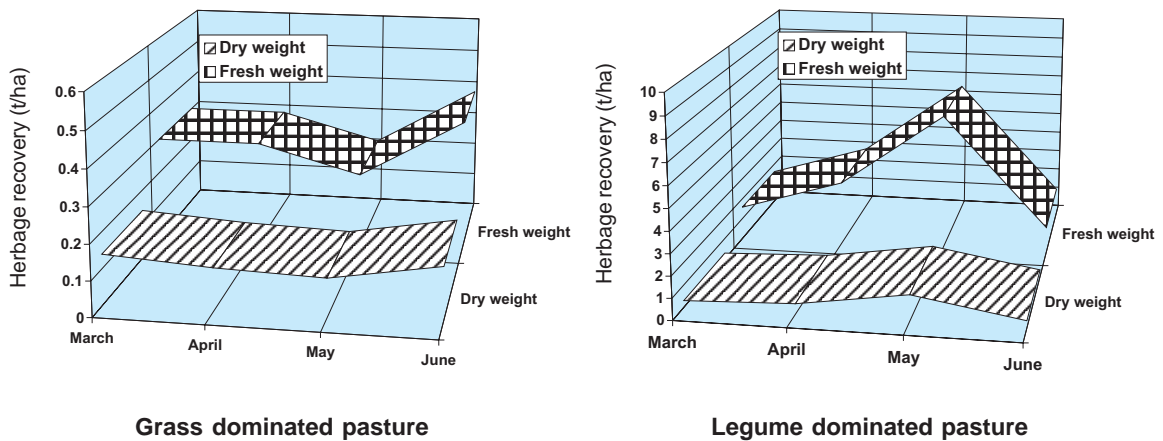 Herbage recovery (t/ha)
0.6
0.5
0.4
0.3
0.2
0.1
0
Dry weight
Fresh weight
Fresh weight
Dry weight
March
April
May
June
Grass dominated pasture
Herbage recovery (t/ha)
10
9
8
7
6
5
4
3
2
1
0
Dry weight
Fresh weight
Fresh weight
Dry weight
March
April
May
June
Legume dominated pasture